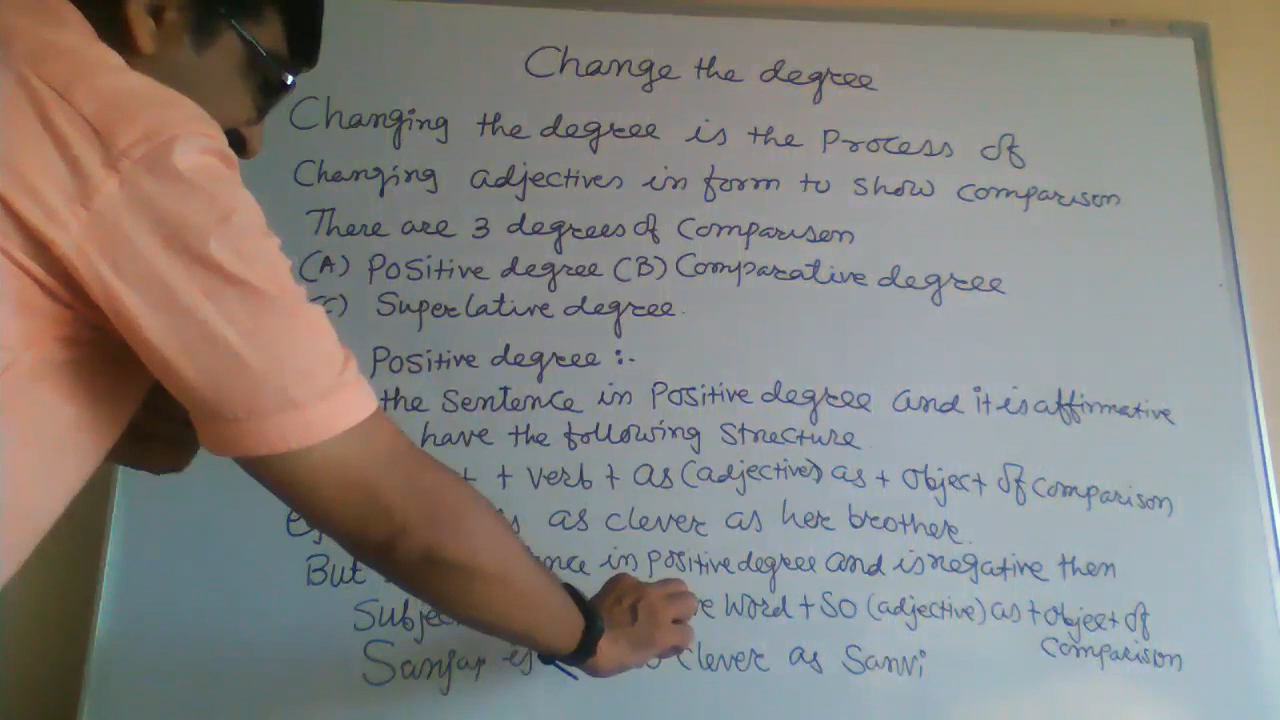 Change the degree
Changing the degree is the Process of
Changing adjectives in form to show comparison
There are 3 degrees of Comparison
(A) Positive degree (B) Comparative degree
(C) Superlative degree.
Positive degree :-
the Sentence in Positive degree and it is affirmative
have the following Structure
+ verb + as (adjective) as + object of comparison
as clever as her brother.
But in positive degree and is negative then
Word + so (adjective) as + object of
Comparison
Sanjay clever as Sanvi